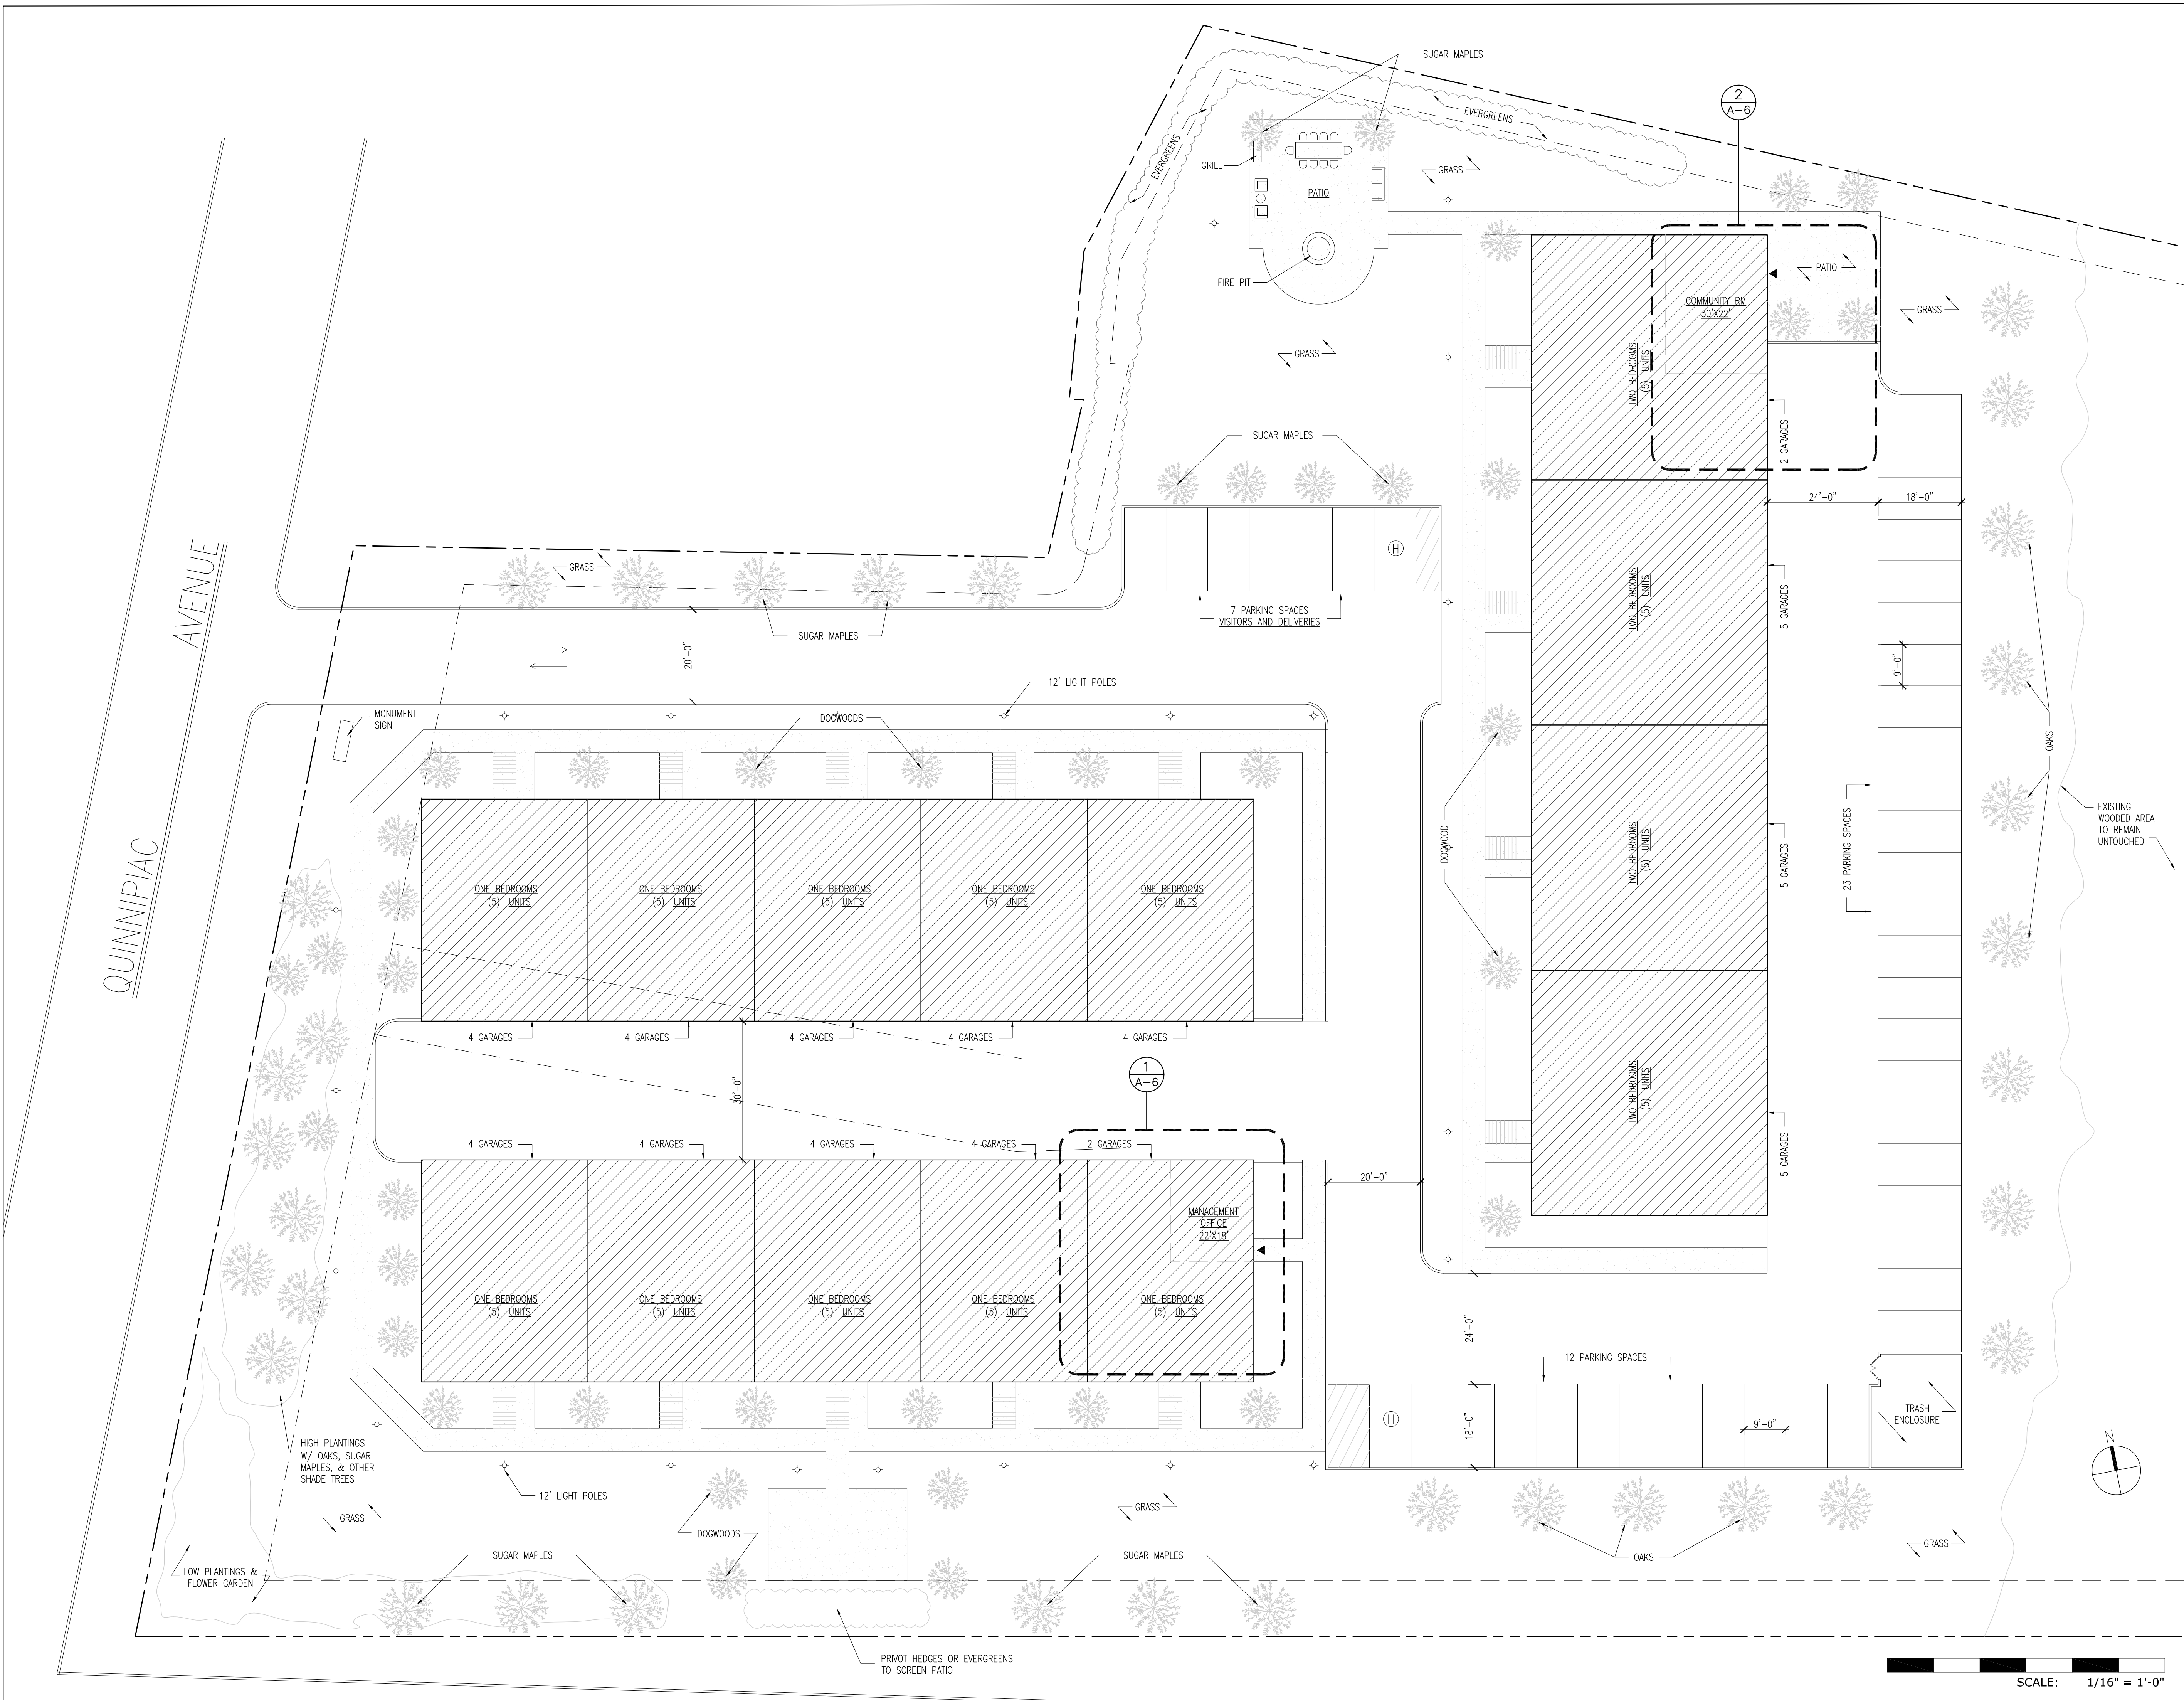 SUGAR MAPLES
2
A-6
EVERGREENS
EVERGREENS
GRILL
GRASS
PATIO
FIRE PIT
PATIO
COMMUNITY RM
30'X22'
GRASS
GRASS
TWO BEDROOMS
(5) UNITS
2 GARAGES
SUGAR MAPLES
24'-0"
18'-0"
AVENUE
QUINNIPIAC
GRASS
7 PARKING SPACES
VISITORS AND DELIVERIES
H
SUGAR MAPLES
20'-0"
TWO BEDROOMS
(5) UNITS
5 GARAGES
9'-0"
OAKS
12' LIGHT POLES
MONUMENT
SIGN
DOGWOODS
DOGWOOD
TWO BEDROOMS
(5) UNITS
5 GARAGES
23 PARKING SPACES
EXISTING
WOODED AREA
TO REMAIN
UNTOUCHED
ONE BEDROOMS
(5) UNITS
ONE BEDROOMS
(5) UNITS
ONE BEDROOMS
(5) UNITS
ONE BEDROOMS
(5) UNITS
ONE BEDROOMS
(5) UNITS
4 GARAGES
4 GARAGES
4 GARAGES
4 GARAGES
4 GARAGES
30'-0"
1
A-6
TWO BEDROOMS
(5) UNITS
5 GARAGES
4 GARAGES
4 GARAGES
4 GARAGES
4 GARAGES
2 GARAGES
20'-0"
MANAGEMENT
OFFICE
22'X18'
ONE BEDROOMS
(5) UNITS
ONE BEDROOMS
(5) UNITS
ONE BEDROOMS
(5) UNITS
ONE BEDROOMS
(5) UNITS
ONE BEDROOMS
(5) UNITS
24'-0"
12 PARKING SPACES
18'-0"
H
9'-0"
TRASH
ENCLOSURE
N
HIGH PLANTINGS
W/ OAKS, SUGAR
MAPLES, & OTHER
SHADE TREES
12' LIGHT POLES
GRASS
GRASS
DOGWOODS
GRASS
SUGAR MAPLES
SUGAR MAPLES
OAKS
LOW PLANTINGS &
FLOWER GARDEN
PRIVOT HEDGES OR EVERGREENS
TO SCREEN PATIO
SCALE: 1/16" = 1'-0"